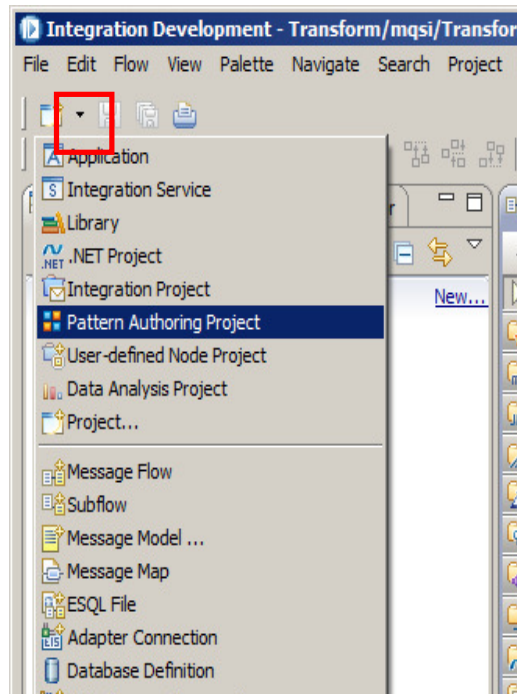 Integration Development - Transform/mqsi/Transfor
File Edit Flow View Palette Navigate Search Project
Application
Integration Service
Library
.NET Project
Integration Project
New...
Pattern Authoring Project
User-defined Node Project
Data Analysis Project
Project...
Message Flow
Subflow
Message Model ...
Message Map
ESQL File
Adapter Connection
Database Definition